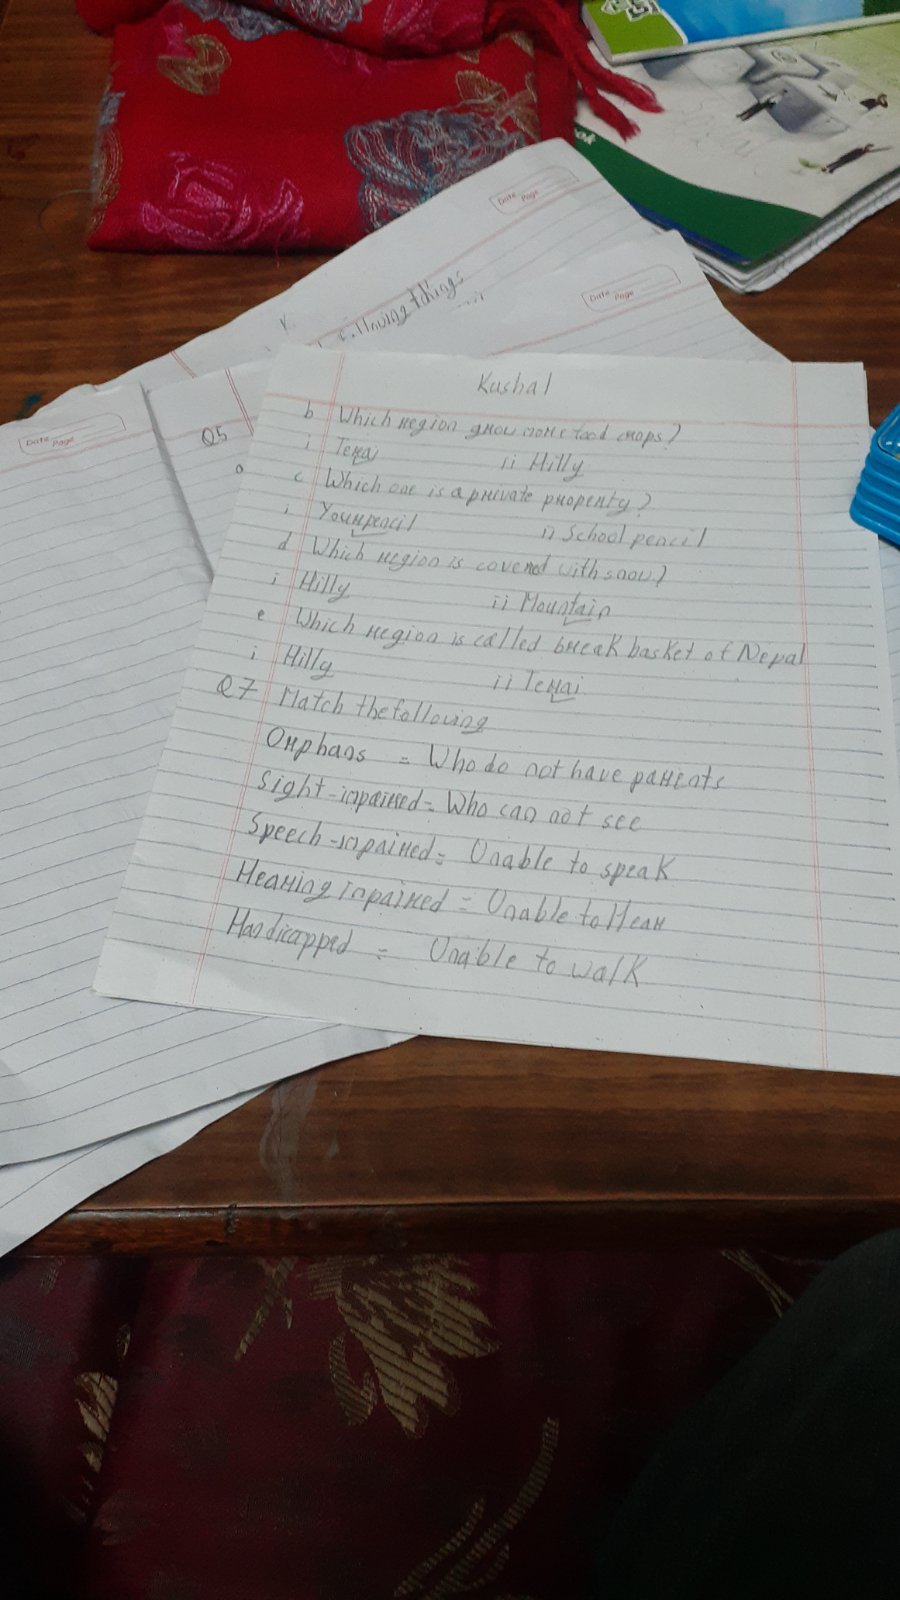 Date
Page
Date
Page
c. Having things
Date
Page
Q5
a
Kushal
b Which region grow more food crops?
i Terai ii Hilly
c Which one is a private property?
i Your pencil ii School pencil
d Which region is covered with snow?
i Hilly ii Mountain
e Which region is called break basket of Nepal
i Hilly ii Terai
Q7 Match the following
Orphans = Who do not have parents
Sight-impaired = Who can not see
Speech-impaired = Unable to speak
Hearing impaired = Unable to Hear
Handicapped = Unable to walk